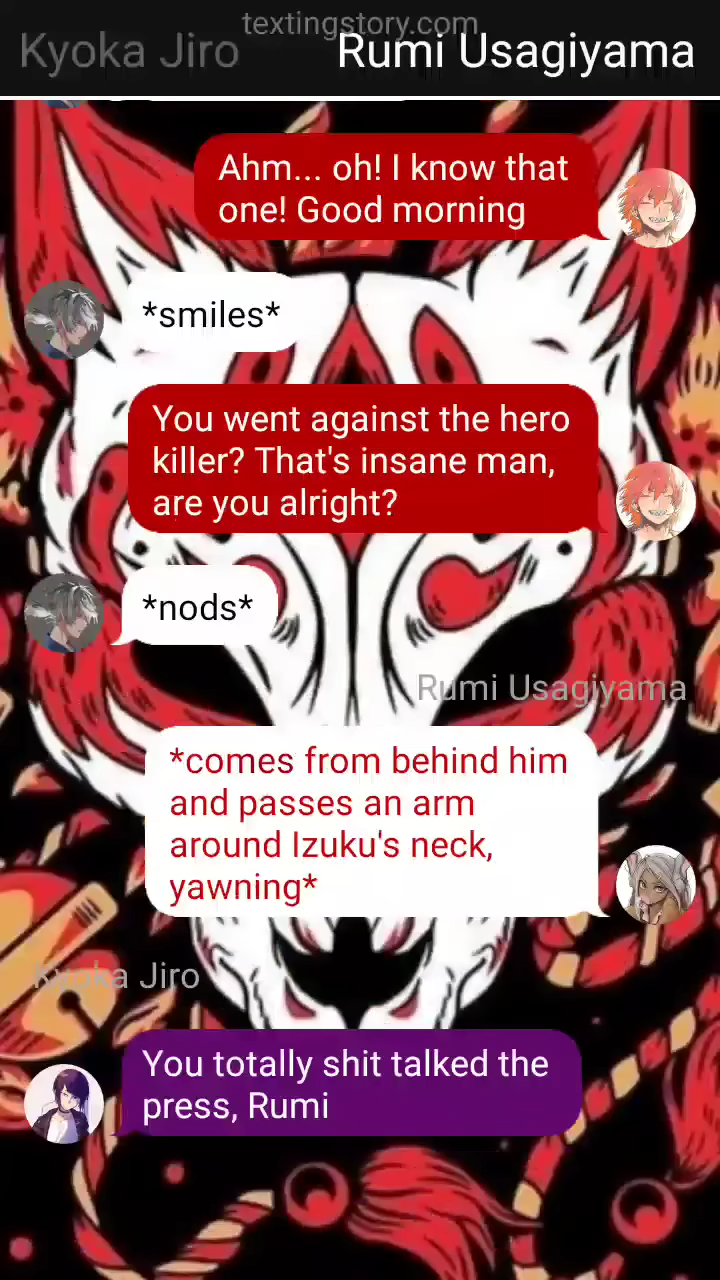 textingstory.com
Kyoka Jiro
Rumi Usagiyama
Ahm... oh! I know that
one! Good morning
*smiles*
You went against the hero
killer? That's insane man,
are you alright?
*nods*
Rumi Usagiyama
*comes from behind him
and passes an arm
around Izuku's neck,
yawning*
Kyoka Jiro
You totally shit talked the
press, Rumi